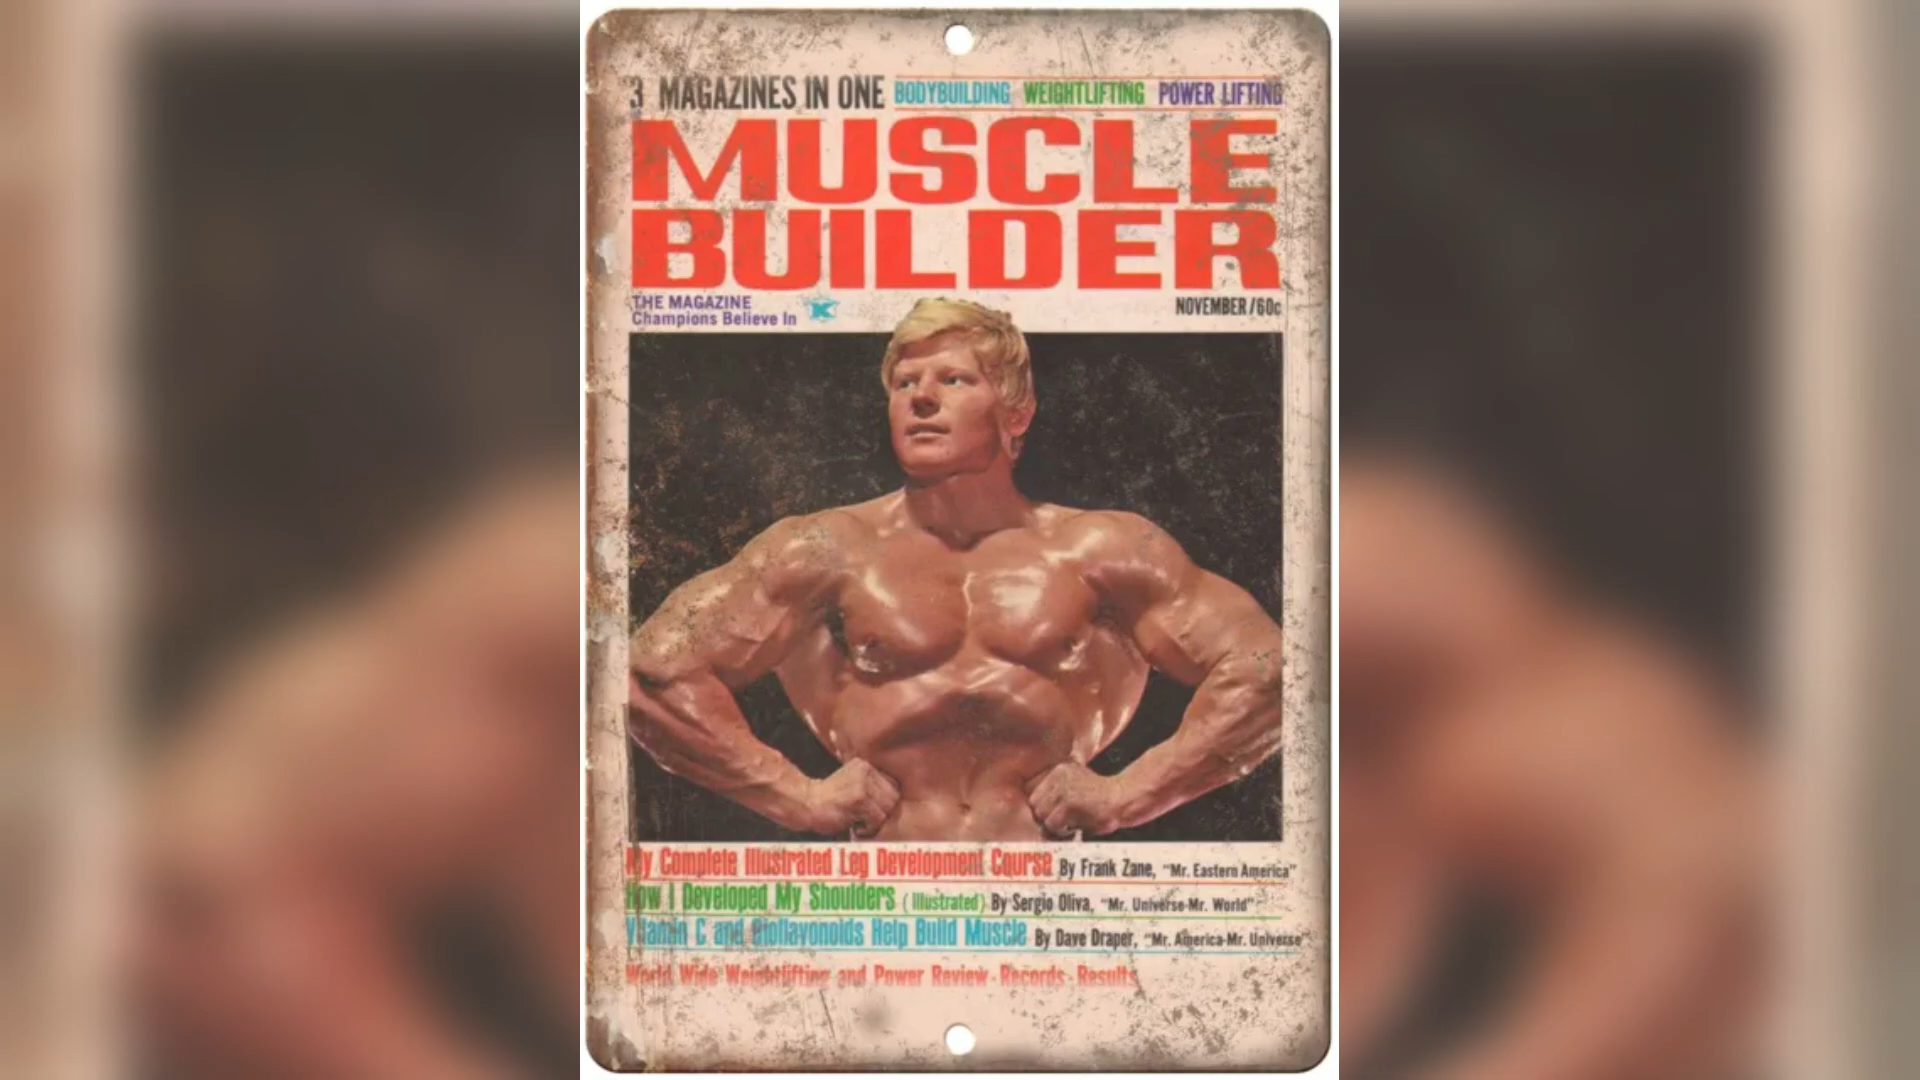 3 MAGAZINES IN ONE BODYBUILDING WEIGHTLIFTING POWER LIFTING
MUSCLE
BUILDER
THE MAGAZINE
Champions Believe In
K
NOVEMBER/60c
My Complete Illustrated Leg Development Course By Frank Zane, "Mr. Eastern America"
How I Developed My Shoulders (Illustrated) By Sergio Oliva, "Mr. Universe-Mr. World"
Vitamin C and Bioflavonoids Help Build Muscle By Dave Draper, "Mr. America-Mr. Universe"
World Wide Weightlifting and Power Review-Records-Results